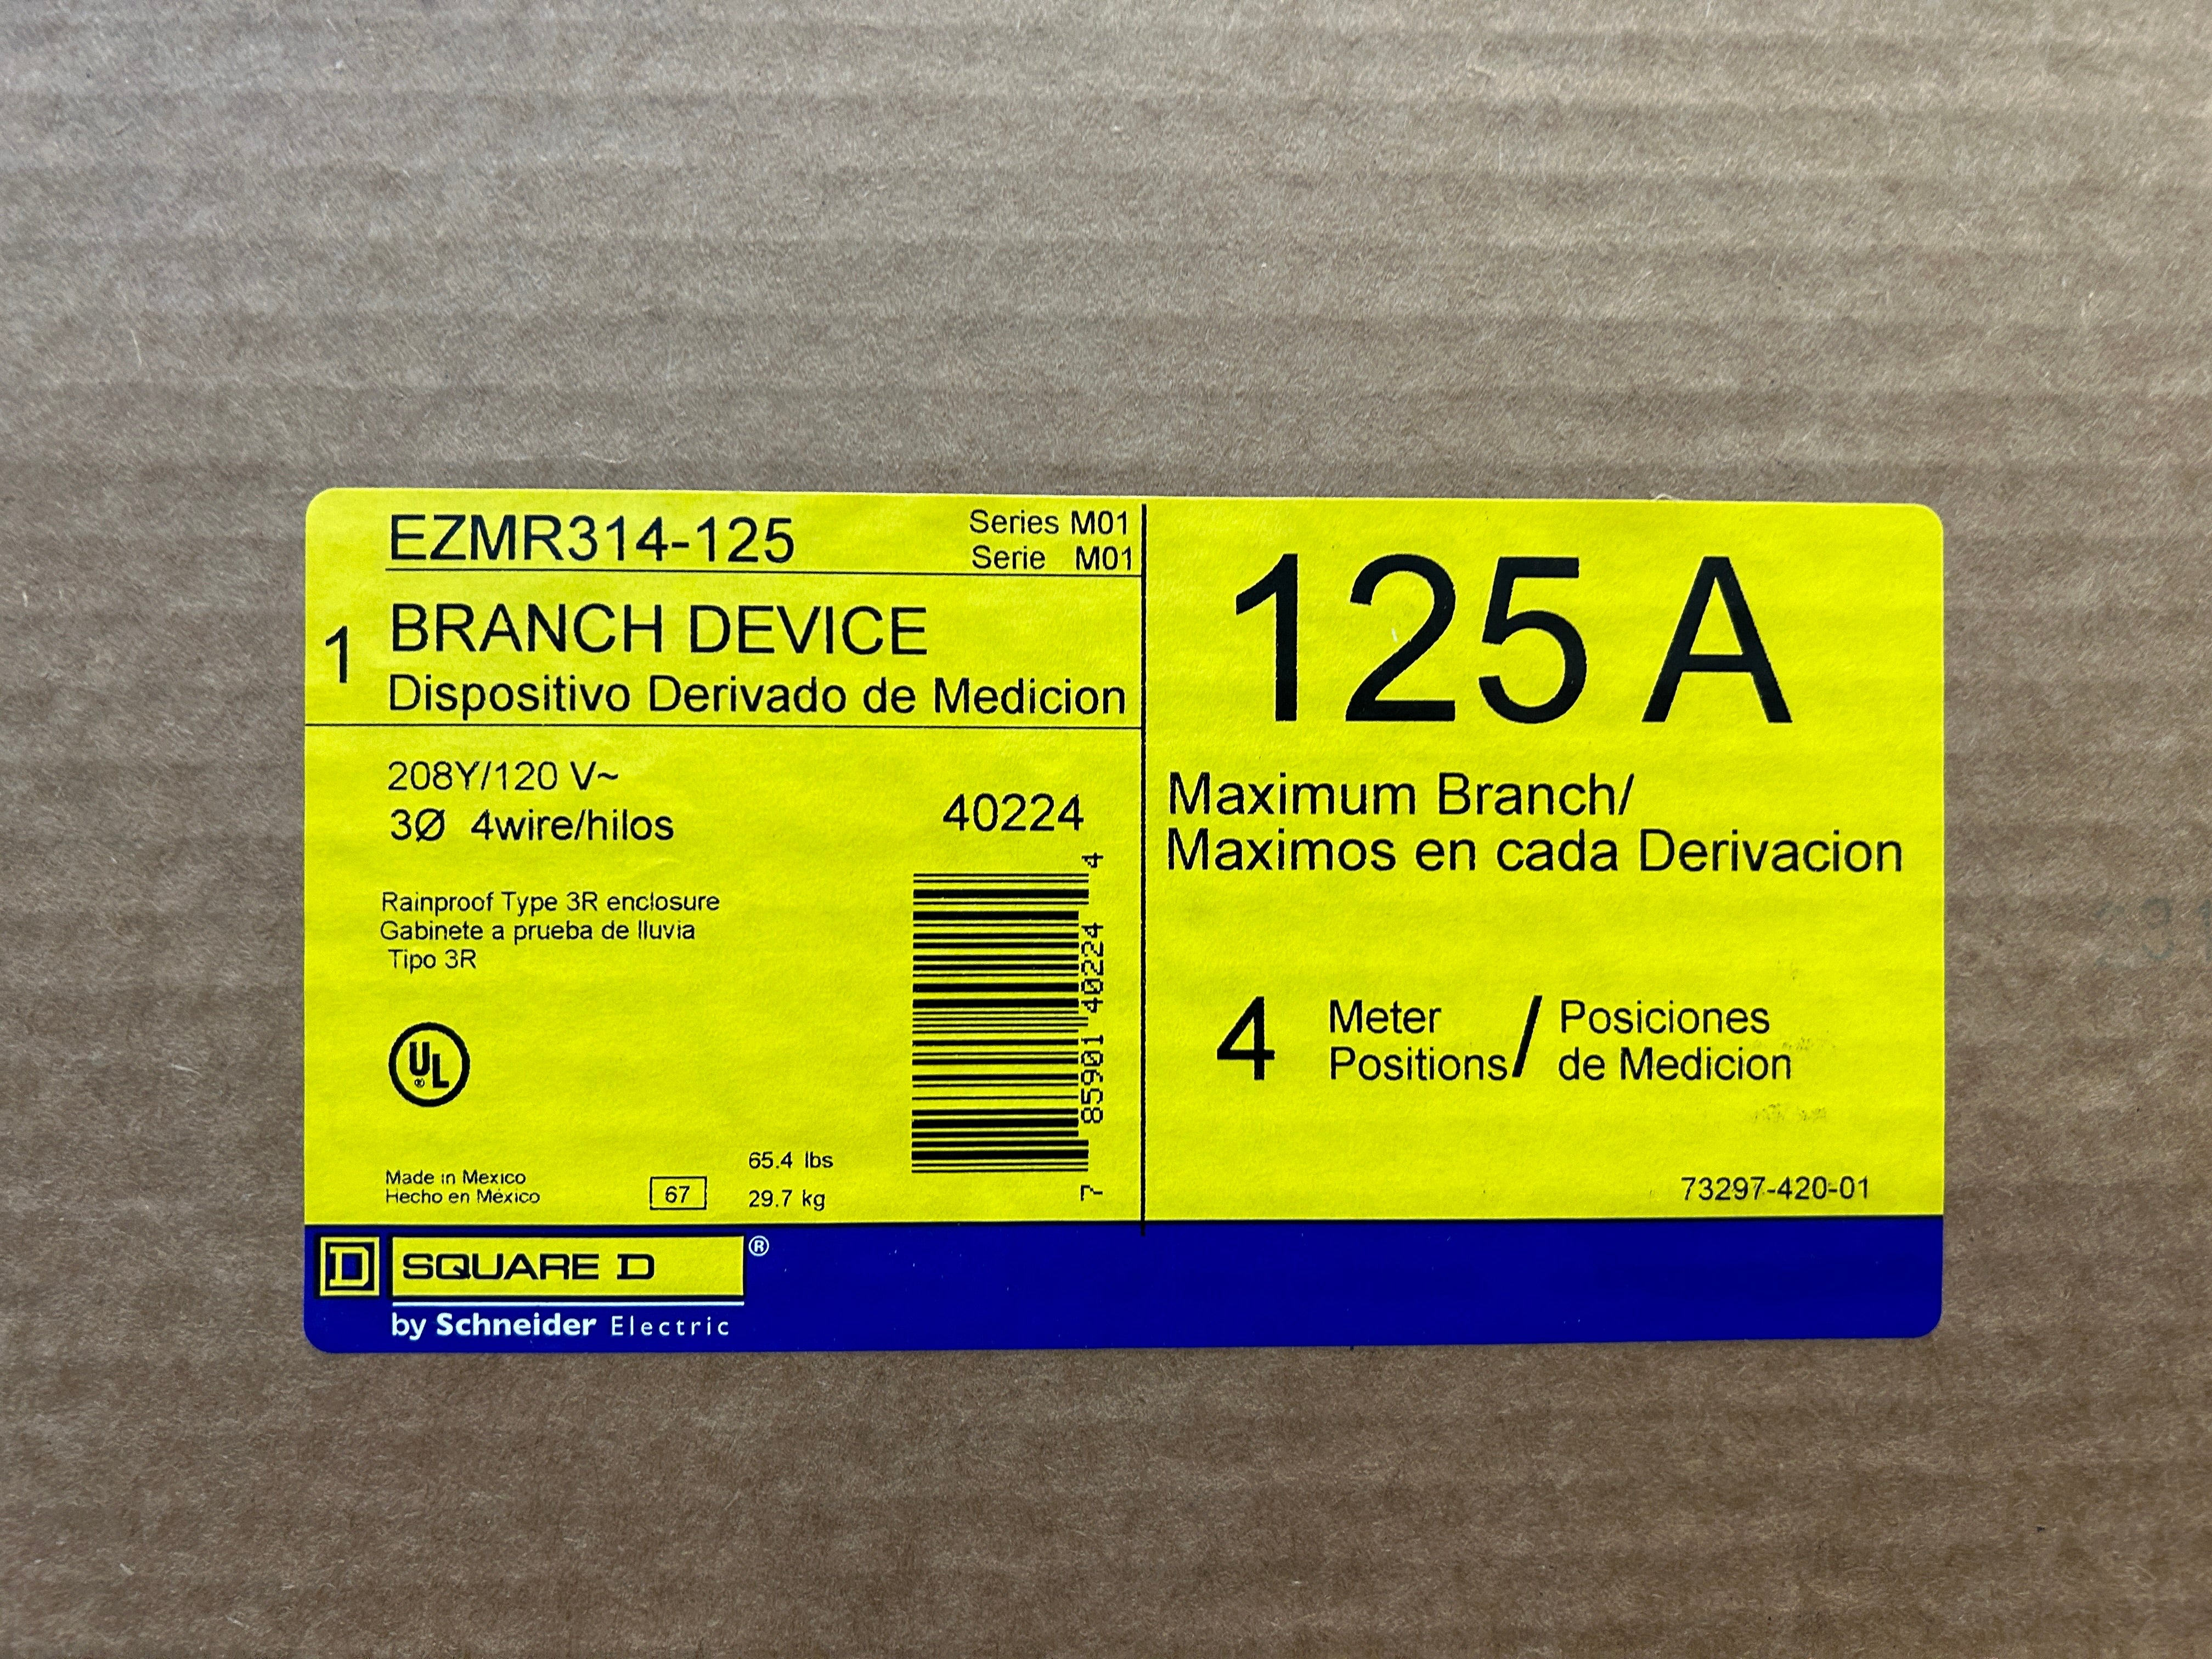 EZMR314-125
Series M01
Serie M01
1
BRANCH DEVICE
Dispositivo Derivado de Medicion
208Y/120 V~
3Ø 4wire/hilos
40224
Rainproof Type 3R enclosure
Gabinete a prueba de lluvia
Tipo 3R
UL
®
7 85901 40224 4
Made in Mexico
Hecho en México
67
65.4 lbs
29.7 kg
125 A
Maximum Branch/
Maximos en cada Derivacion
4
Meter
Positions/
Posiciones
de Medicion
73297-420-01
D
SQUARE D ®
by Schneider Electric